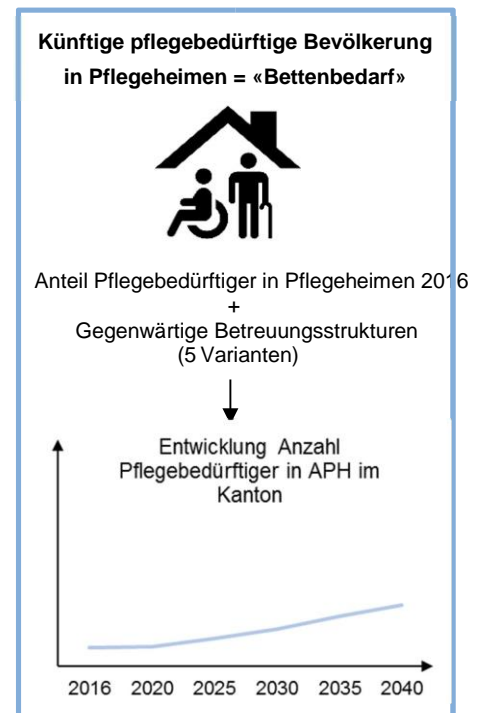 Künftige pflegebedürftige Bevölkerung
in Pflegeheimen = «Bettenbedarf»
Anteil Pflegebedürftiger in Pflegeheimen 2016
+
Gegenwärtige Betreuungsstrukturen
(5 Varianten)
Entwicklung Anzahl
Pflegebedürftiger in APH im
Kanton
2016 2020 2025 2030 2035 2040